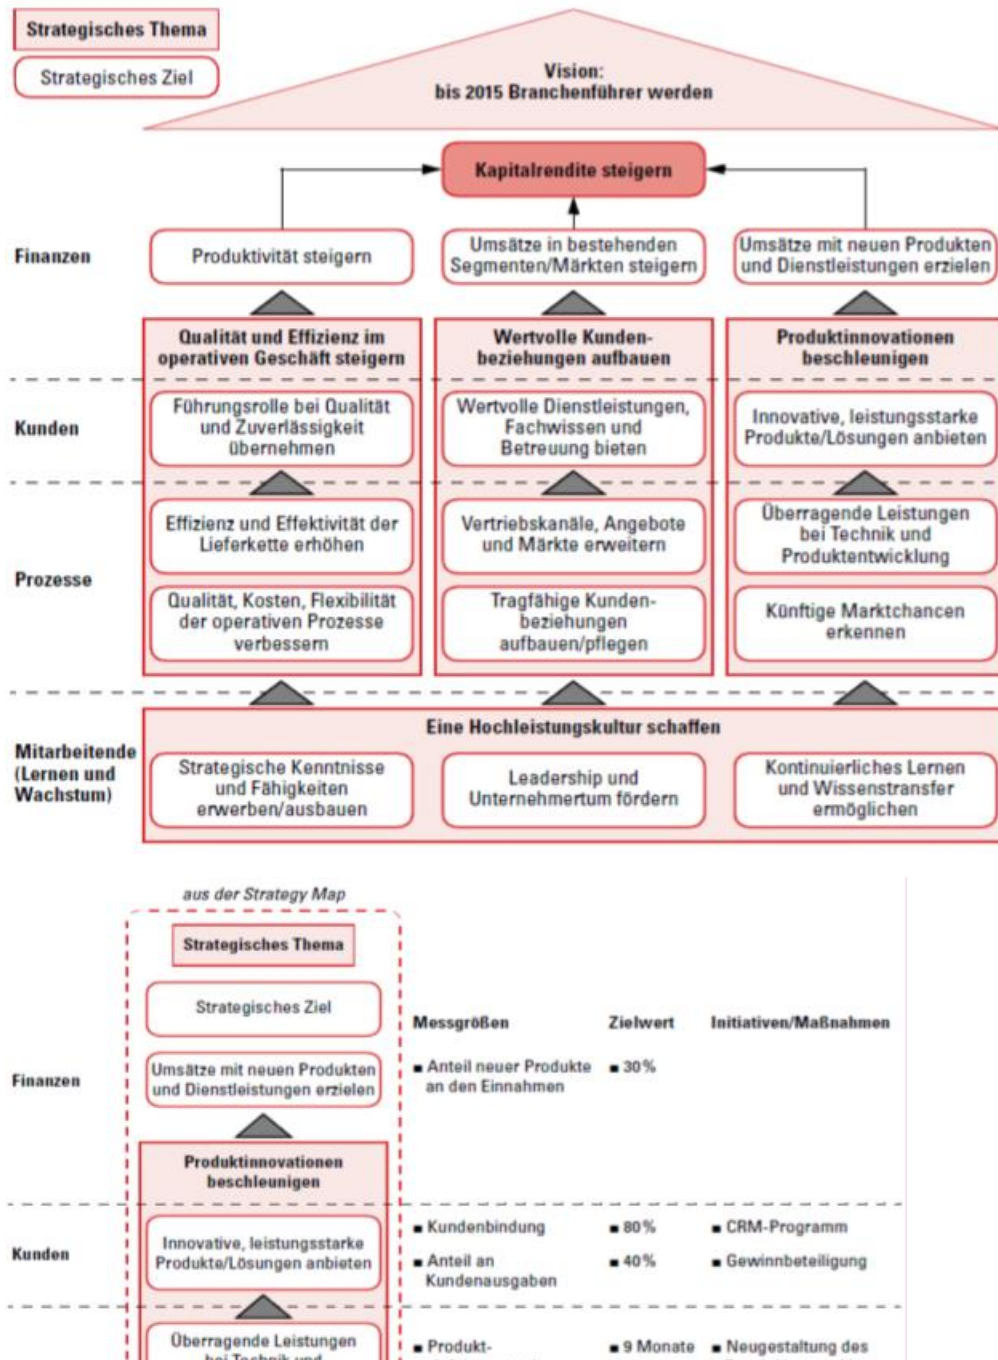 Strategisches Thema
Strategisches Ziel
Vision:
bis 2015 Branchenführer werden
Kapitalrendite steigern
Finanzen
Produktivität steigern
Umsätze in bestehenden
Segmenten/Märkten steigern
Umsätze mit neuen Produkten
und Dienstleistungen erzielen
Qualität und Effizienz im
operativen Geschäft steigern
Wertvolle Kunden-
beziehungen aufbauen
Produktinnovationen
beschleunigen
Kunden
Führungsrolle bei Qualität
und Zuverlässigkeit
übernehmen
Wertvolle Dienstleistungen,
Fachwissen und
Betreuung bieten
Innovative, leistungsstarke
Produkte/Lösungen anbieten
Prozesse
Effizienz und Effektivität der
Lieferkette erhöhen
Vertriebskanäle, Angebote
und Märkte erweitern
Überragende Leistungen
bei Technik und
Produktentwicklung
Qualität, Kosten, Flexibilität
der operativen Prozesse
verbessern
Tragfähige Kunden-
beziehungen
aufbauen/pflegen
Künftige Marktchancen
erkennen
Eine Hochleistungskultur schaffen
Mitarbeitende
(Lernen und
Wachstum)
Strategische Kenntnisse
und Fähigkeiten
erwerben/ausbauen
Leadership und
Unternehmertum fördern
Kontinuierliches Lernen
und Wissenstransfer
ermöglichen
aus der Strategy Map
Strategisches Thema
Strategisches Ziel
Messgrößen
Zielwert
Initiativen/Maßnahmen
Finanzen
Umsätze mit neuen Produkten
und Dienstleistungen erzielen
■ Anteil neuer Produkte
an den Einnahmen
■ 30%
Produktinnovationen
beschleunigen
Kunden
Innovative, leistungsstarke
Produkte/Lösungen anbieten
■ Kundenbindung
■ 80%
■ CRM-Programm
■ Anteil an
Kundenausgaben
■ 40%
■ Gewinnbeteiligung
Überragende Leistungen
bei Technik und
■ Produkt-
■ 9 Monate
■ Neugestaltung des